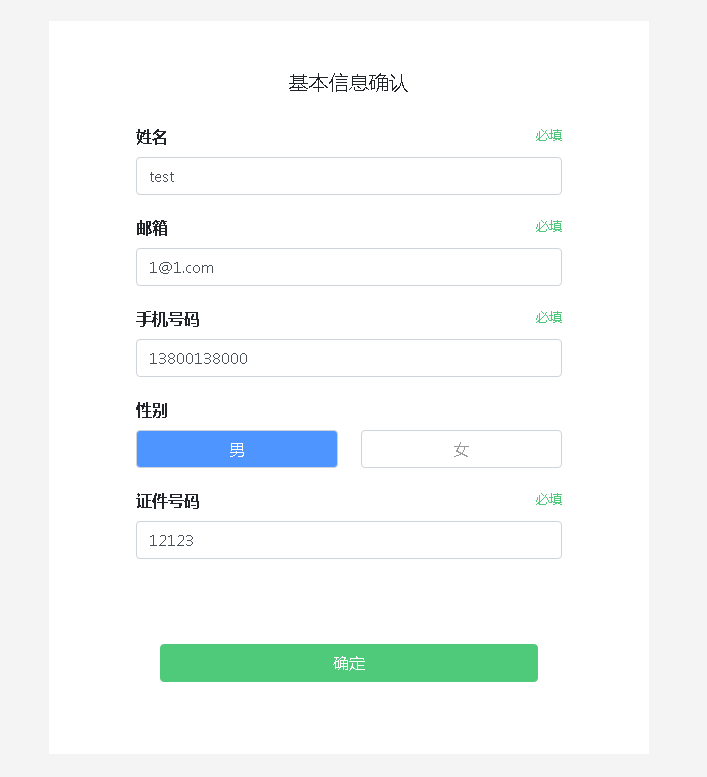 基本信息确认
姓名 必填
test
邮箱 必填
1@1.com
手机号码 必填
13800138000
性别
男 女
证件号码 必填
12123
确定